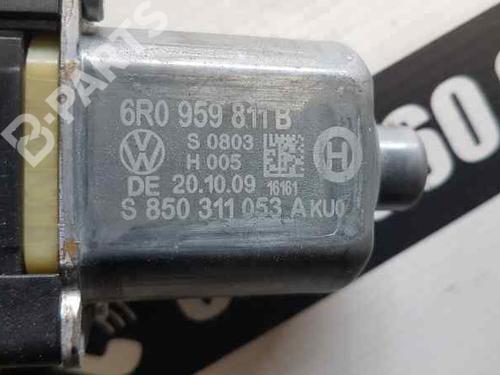 6R0 959 811 B
S 0803
H 005
DE 20.10.09 16161
S 850 311 053 A KU0
B-PARTS